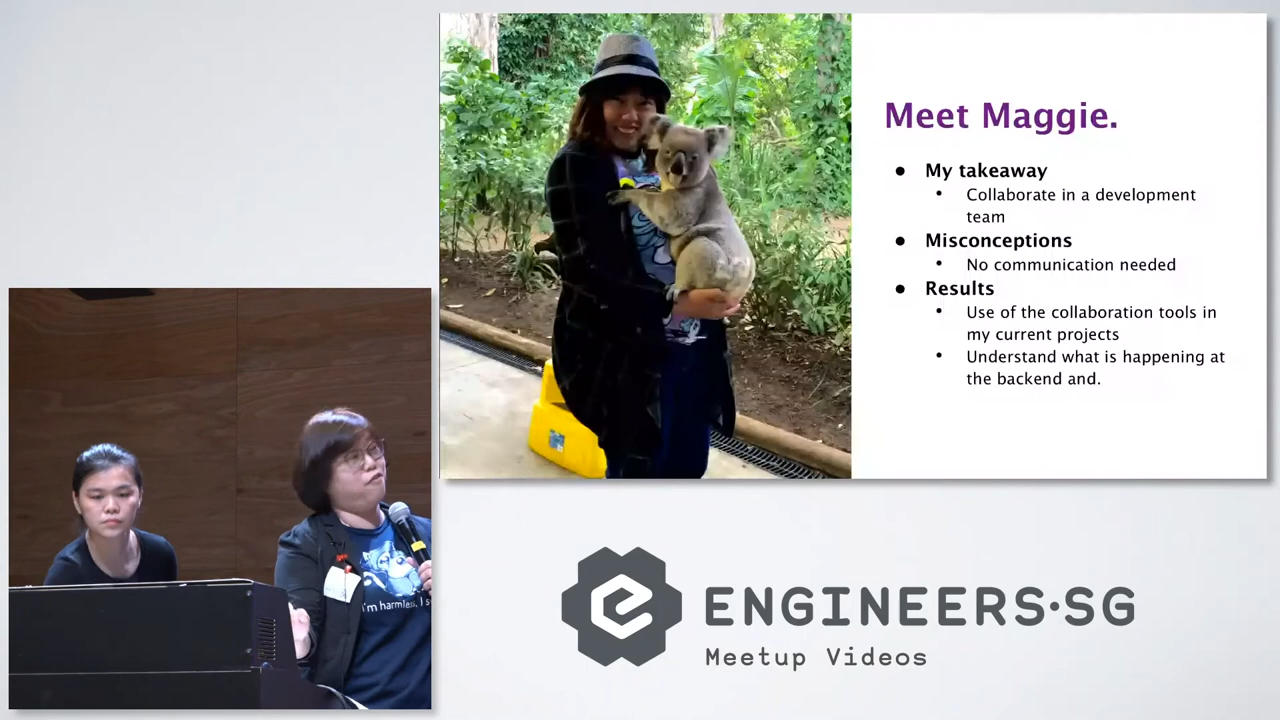 Meet Maggie.
• My takeaway
• Collaborate in a development
team
• Misconceptions
• No communication needed
• Results
• Use of the collaboration tools in
my current projects
• Understand what is happening at
the backend and.
I'm harmless, I s
ENGINEERS•SG
Meetup Videos